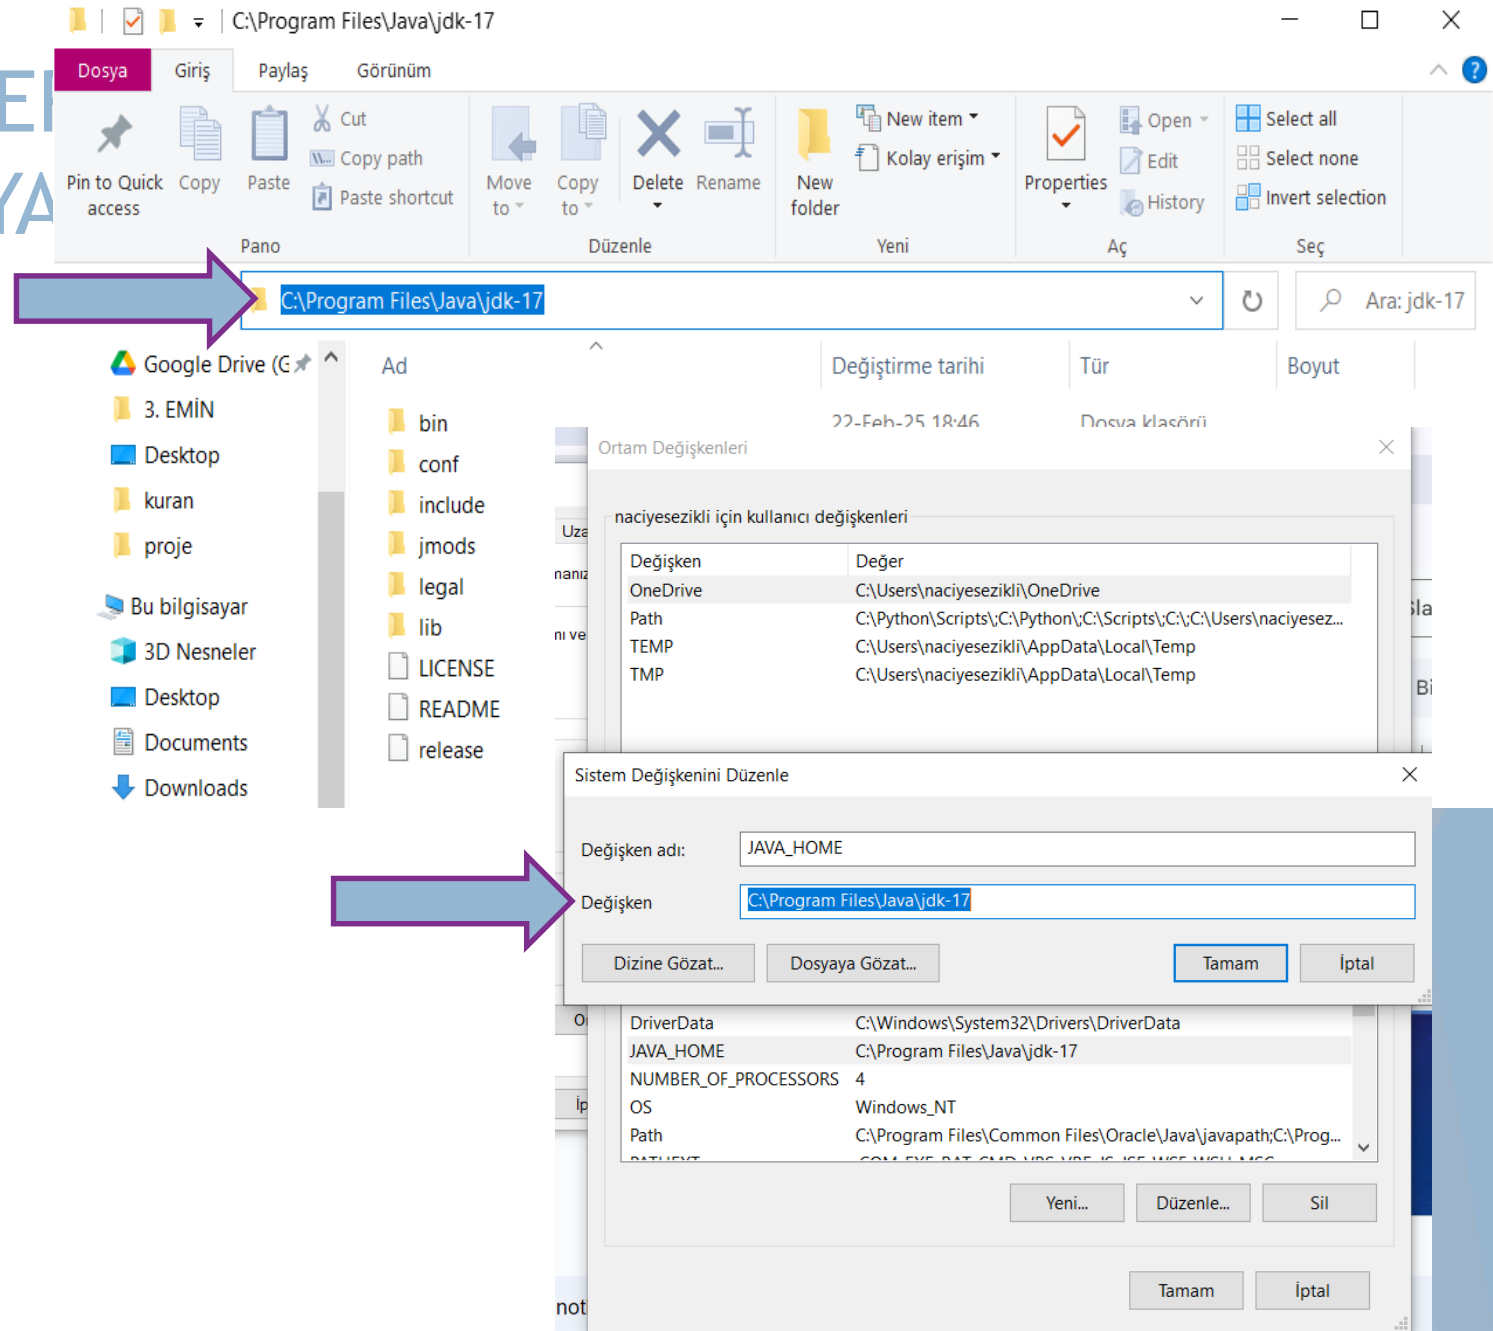 C:\Program Files\Java\jdk-17
Dosya Giriş Paylaş Görünüm
Pin to Quick access
Copy
Paste
Cut
Copy path
Paste shortcut
Move to
Copy to
Delete
Rename
New folder
New item
Kolay erişim
Properties
Open
Edit
History
Select all
Select none
Invert selection
Pano Düzenle Yeni Aç Seç
C:\Program Files\Java\jdk-17
Ara: jdk-17
Google Drive (G
3. EMİN
Desktop
kuran
proje
Bu bilgisayar
3D Nesneler
Desktop
Documents
Downloads
Ad Değiştirme tarihi Tür Boyut
bin 22-Feb-25 18:46 Dosya klasörü
conf
include
jmods
legal
lib
LICENSE
README
release
Ortam Değişkenleri
naciyesezikli için kullanıcı değişkenleri
Değişken Değer
OneDrive C:\Users\naciyesezikli\OneDrive
Path C:\Python\Scripts\;C:\Python\;C:\Scripts\;C:\;C:\Users\naciyesez...
TEMP C:\Users\naciyesezikli\AppData\Local\Temp
TMP C:\Users\naciyesezikli\AppData\Local\Temp
Sistem Değişkenini Düzenle
Değişken adı: JAVA_HOME
Değişken C:\Program Files\Java\jdk-17
Dizine Gözat... Dosyaya Gözat... Tamam İptal
DriverData C:\Windows\System32\Drivers\DriverData
JAVA_HOME C:\Program Files\Java\jdk-17
NUMBER_OF_PROCESSORS 4
OS Windows_NT
Path C:\Program Files\Common Files\Oracle\Java\javapath;C:\Prog...
Yeni... Düzenle... Sil
Tamam İptal